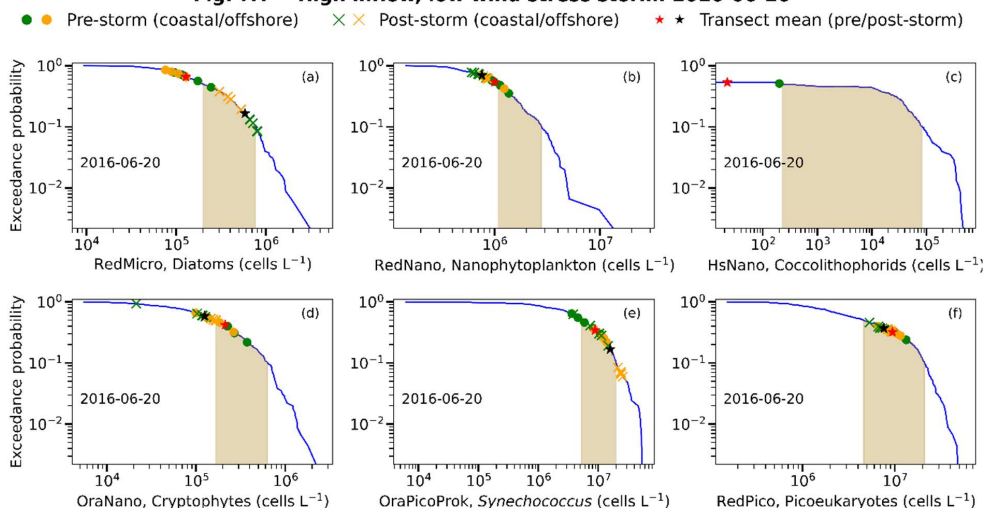 Pre-storm (coastal/offshore) Post-storm (coastal/offshore) Transect mean (pre/post-storm)
Exceedance probability
10⁰
10⁻¹
10⁻²
(a)
2016-06-20
10⁴ 10⁵ 10⁶
RedMicro, Diatoms (cells L⁻¹)
10⁰
10⁻¹
10⁻²
(b)
2016-06-20
10⁶ 10⁷
RedNano, Nanophytoplankton (cells L⁻¹)
10⁰
10⁻¹
10⁻²
(c)
2016-06-20
10² 10³ 10⁴ 10⁵
HsNano, Coccolithophorids (cells L⁻¹)
Exceedance probability
10⁰
10⁻¹
10⁻²
(d)
2016-06-20
10⁴ 10⁵ 10⁶
OraNano, Cryptophytes (cells L⁻¹)
10⁰
10⁻¹
10⁻²
(e)
2016-06-20
10⁵ 10⁶ 10⁷
OraPicoProk, Synechococcus (cells L⁻¹)
10⁰
10⁻¹
10⁻²
(f)
2016-06-20
10⁶ 10⁷
RedPico, Picoeukaryotes (cells L⁻¹)